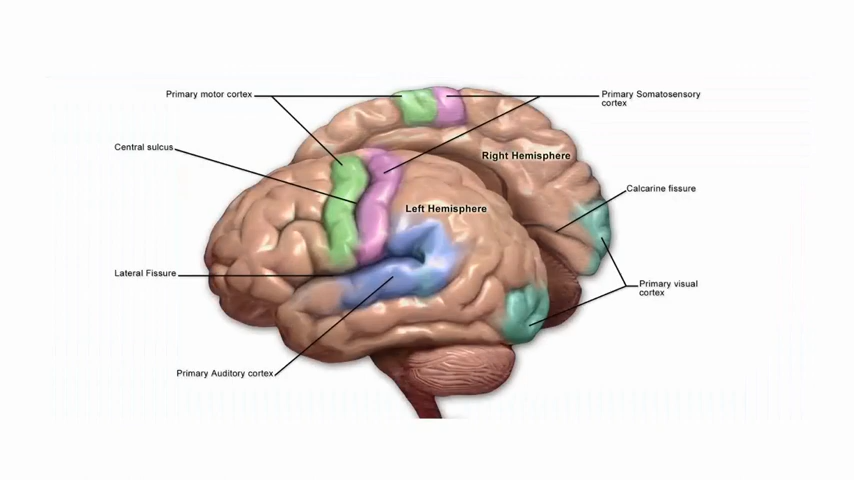 Primary motor cortex
Primary Somatosensory
cortex
Central sulcus
Right Hemisphere
Calcarine fissure
Left Hemisphere
Lateral Fissure
Primary visual
cortex
Primary Auditory cortex